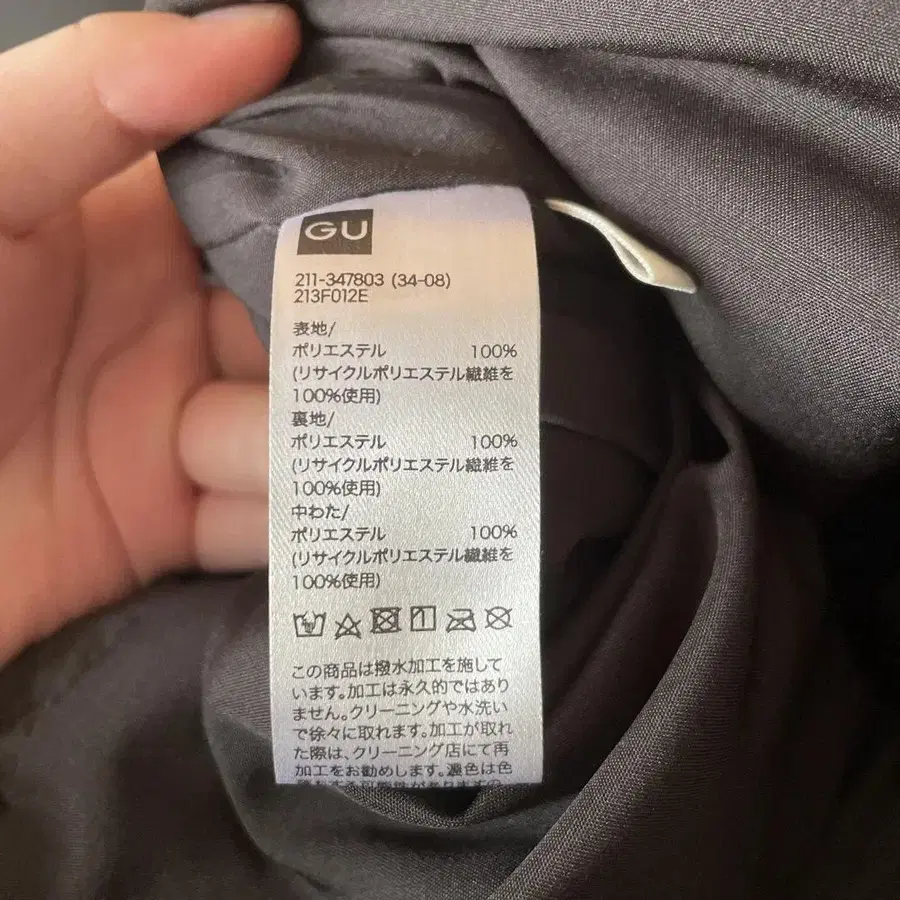 GU
211-347803 (34-08)
213F012E
表地/
ポリエステル 100%
(リサイクルポリエステル繊維を
100%使用)
裏地/
ポリエステル 100%
(リサイクルポリエステル繊維を
100%使用)
中わた/
ポリエステル 100%
(リサイクルポリエステル繊維を
100%使用)
この商品は撥水加工を施して
います。加工は永久的ではあり
ません。クリーニングや水洗い
で徐々に取れます。加工が取れ
た際は、クリーニング店にて再
加工をお勧めします。濃色は色